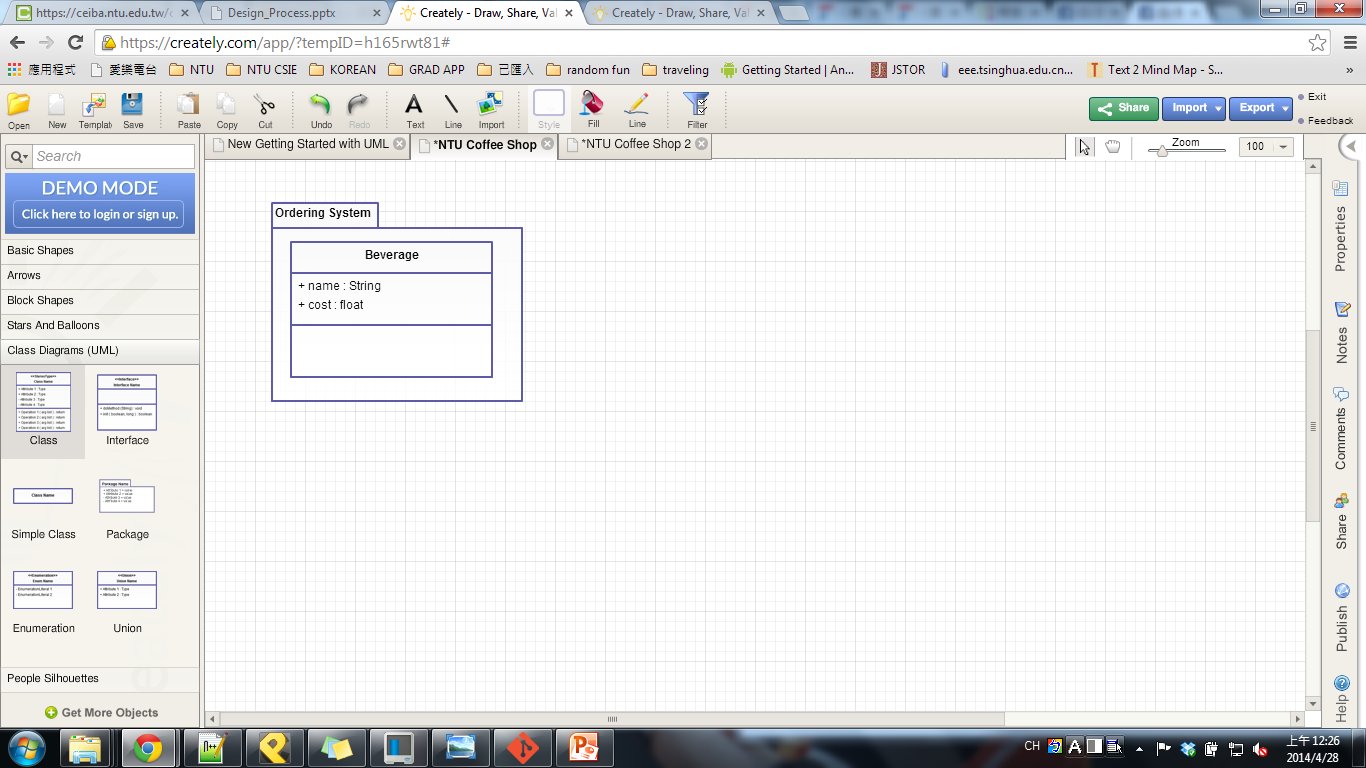 https://ceiba.ntu.edu.tw/
Design_Process.pptx
Creately - Draw, Share, Val
Creately - Draw, Share, Val
https://creately.com/app/?tempID=h165rwt81#
應用程式
愛樂電台
NTU
NTU CSIE
KOREAN
GRAD APP
已匯入
random fun
traveling
Getting Started | An...
JSTOR
eee.tsinghua.edu.cn...
Text 2 Mind Map - S...
»
Open
New
Templat
Save
Paste
Copy
Cut
Undo
Redo
Text
Line
Import
Style
Fill
Line
Filter
Share
Import
Export
Exit
Feedback
Search
New Getting Started with UML
*NTU Coffee Shop
*NTU Coffee Shop 2
Zoom
100
DEMO MODE
Click here to login or sign up.
Basic Shapes
Arrows
Block Shapes
Stars And Balloons
Class Diagrams (UML)
Class
Interface
Class Name
Package Name
Simple Class
Package
Enumeration
Union
People Silhouettes
Get More Objects
Ordering System
Beverage
+ name : String
+ cost : float
Properties
Notes
Comments
Share
Publish
Help
CH
A
上午 12:26
2014/4/28